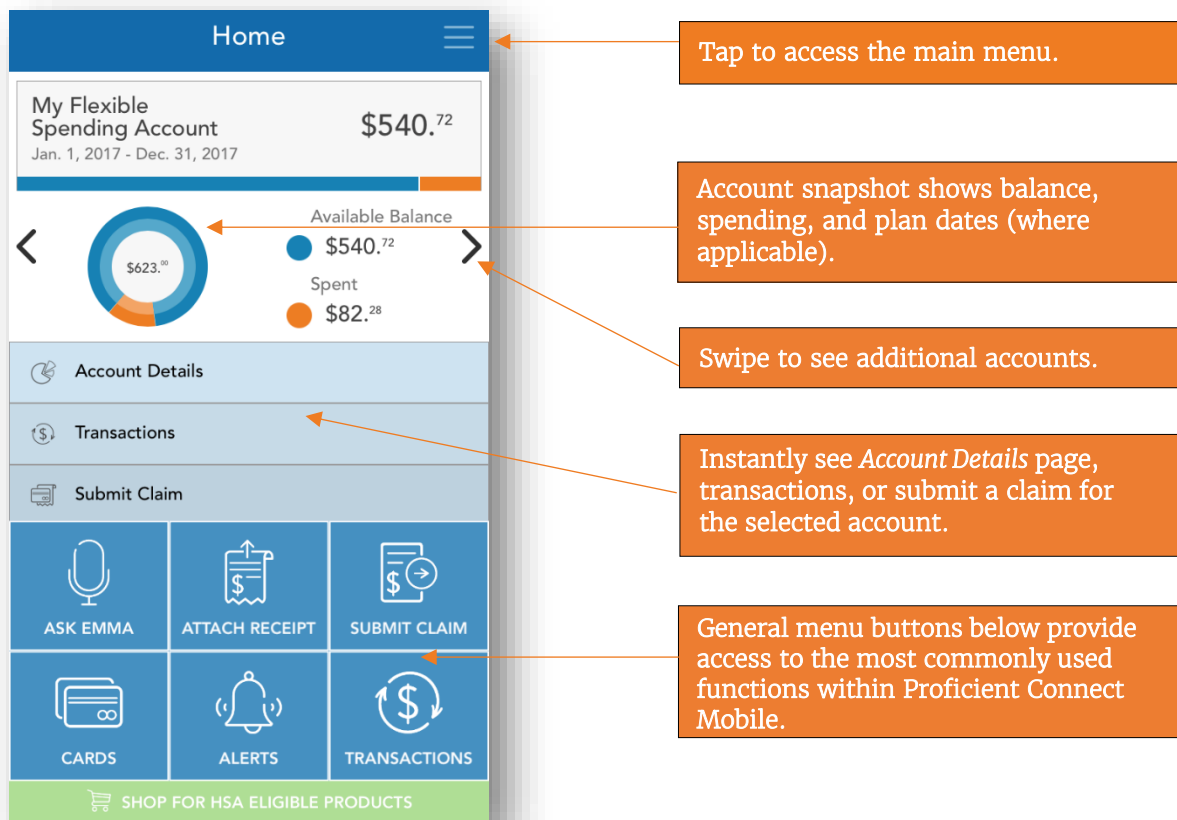 Home
Tap to access the main menu.
My Flexible
Spending Account
$540.72
Jan. 1, 2017 - Dec. 31, 2017
Account snapshot shows balance,
spending, and plan dates (where
applicable).
Available Balance
$540.72
$623.00
Spent
$82.28
Swipe to see additional accounts.
Account Details
Transactions
Submit Claim
Instantly see Account Details page,
transactions, or submit a claim for
the selected account.
ASK EMMA
ATTACH RECEIPT
SUBMIT CLAIM
CARDS
ALERTS
TRANSACTIONS
General menu buttons below provide
access to the most commonly used
functions within Proficient Connect
Mobile.
SHOP FOR HSA ELIGIBLE PRODUCTS